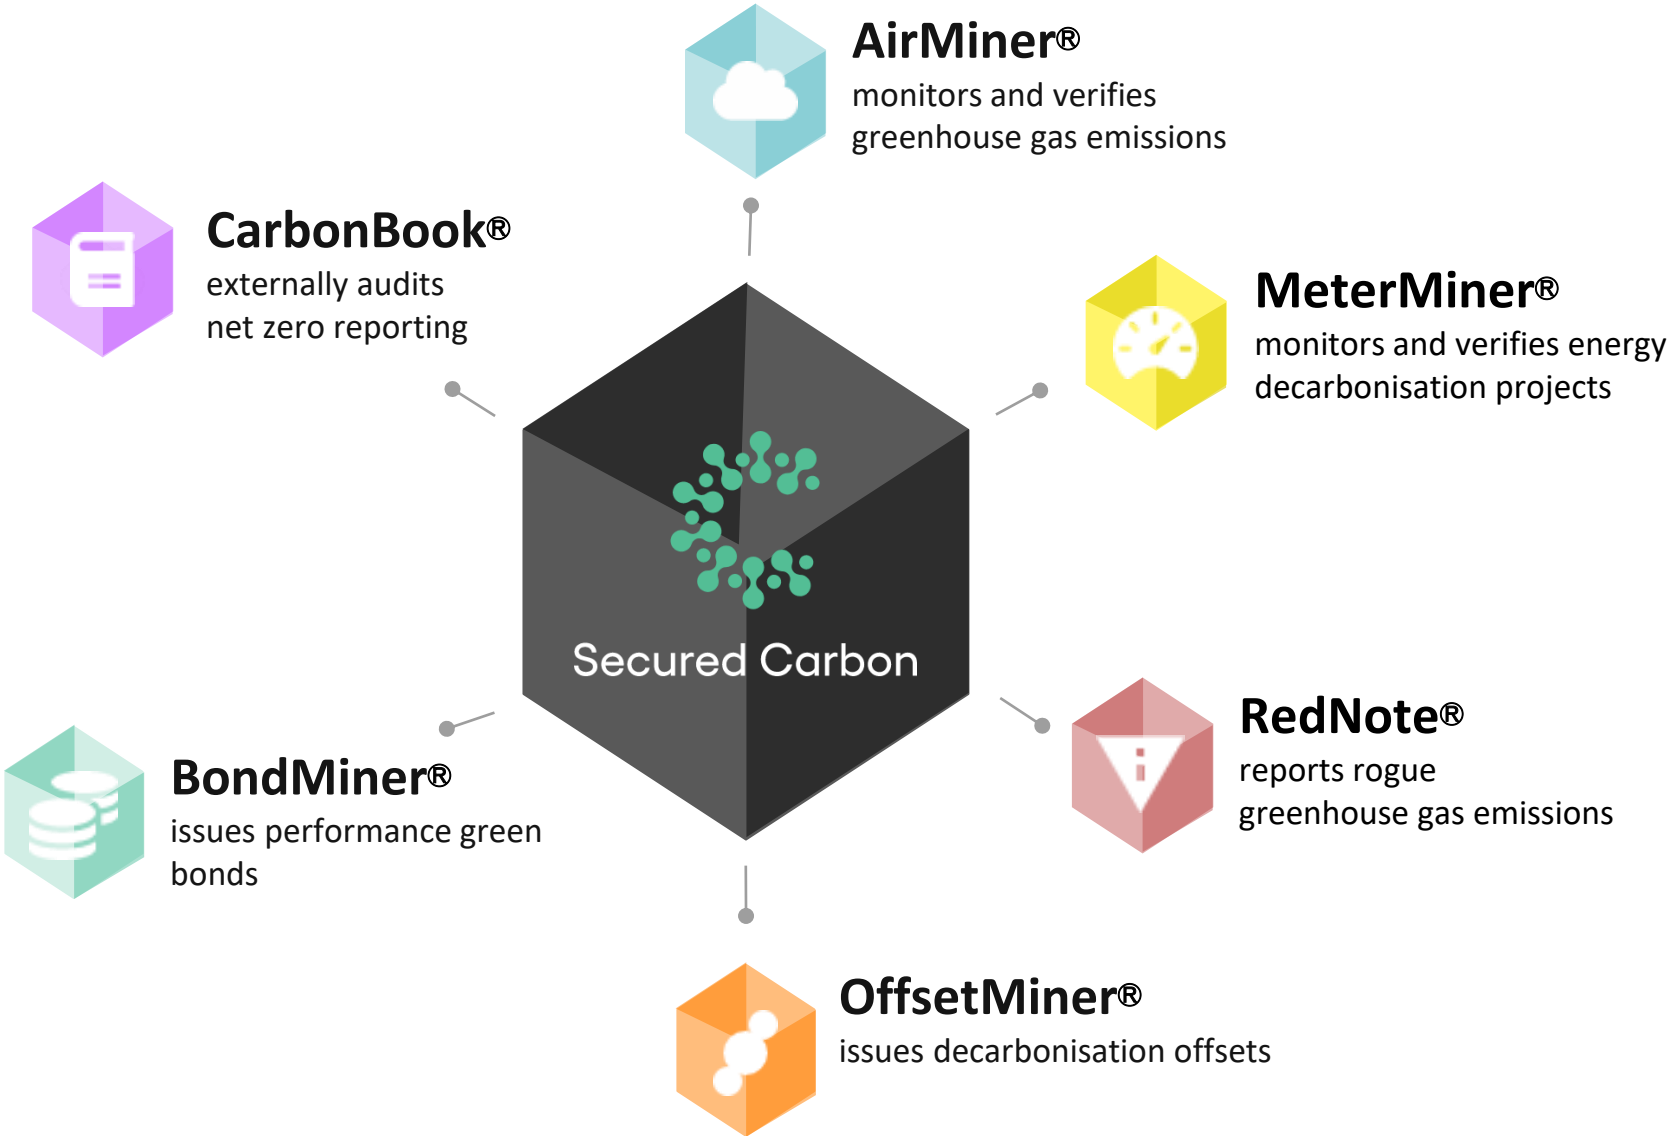 AirMiner®
monitors and verifies
greenhouse gas emissions
CarbonBook®
externally audits
net zero reporting
MeterMiner®
monitors and verifies energy
decarbonisation projects
Secured Carbon
RedNote®
reports rogue
greenhouse gas emissions
BondMiner®
issues performance green
bonds
OffsetMiner®
issues decarbonisation offsets